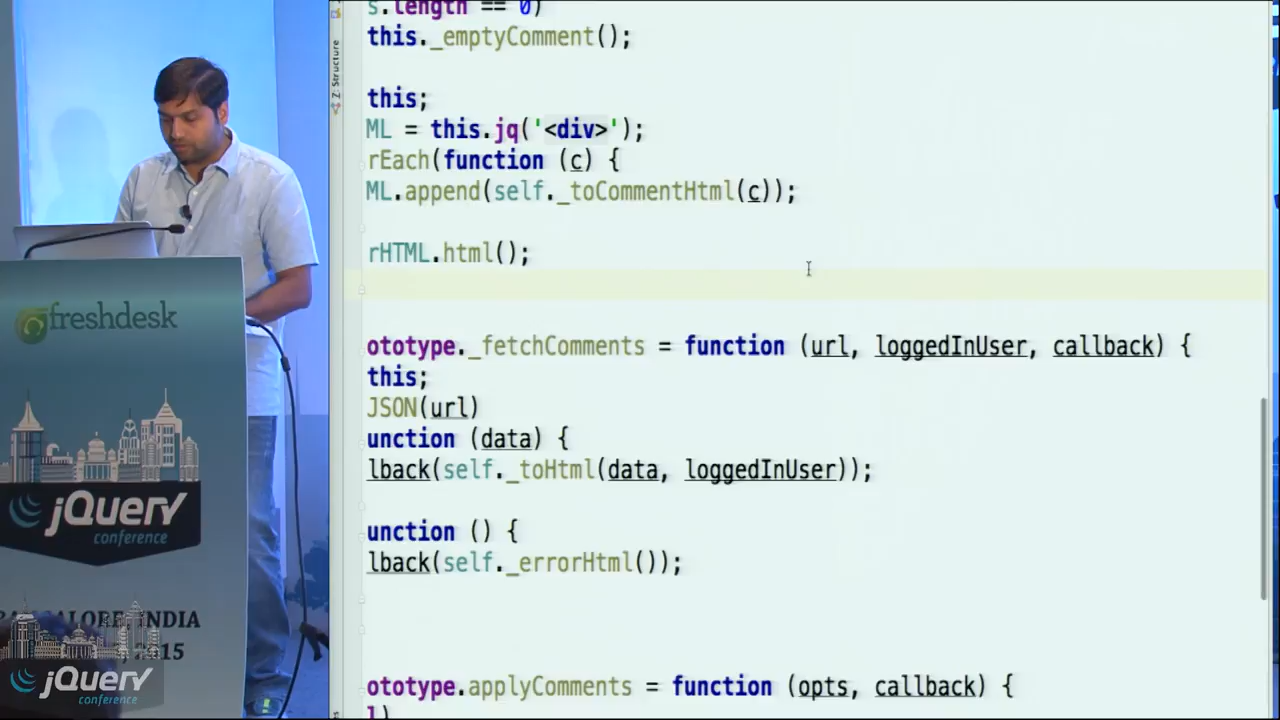 s.length == 0)
this._emptyComment();
this;
ML = this.jq('<div>');
rEach(function (c) {
ML.append(self._toCommentHtml(c));
rHTML.html();
ototype._fetchComments = function (url, loggedInUser, callback) {
this;
JSON(url)
unction (data) {
lback(self._toHtml(data, loggedInUser));
unction () {
lback(self._errorHtml());
ototype.applyComments = function (opts, callback) {
l)
Z: Structure
freshdesk
jQuery
conference
INDIA
jQuery
conference